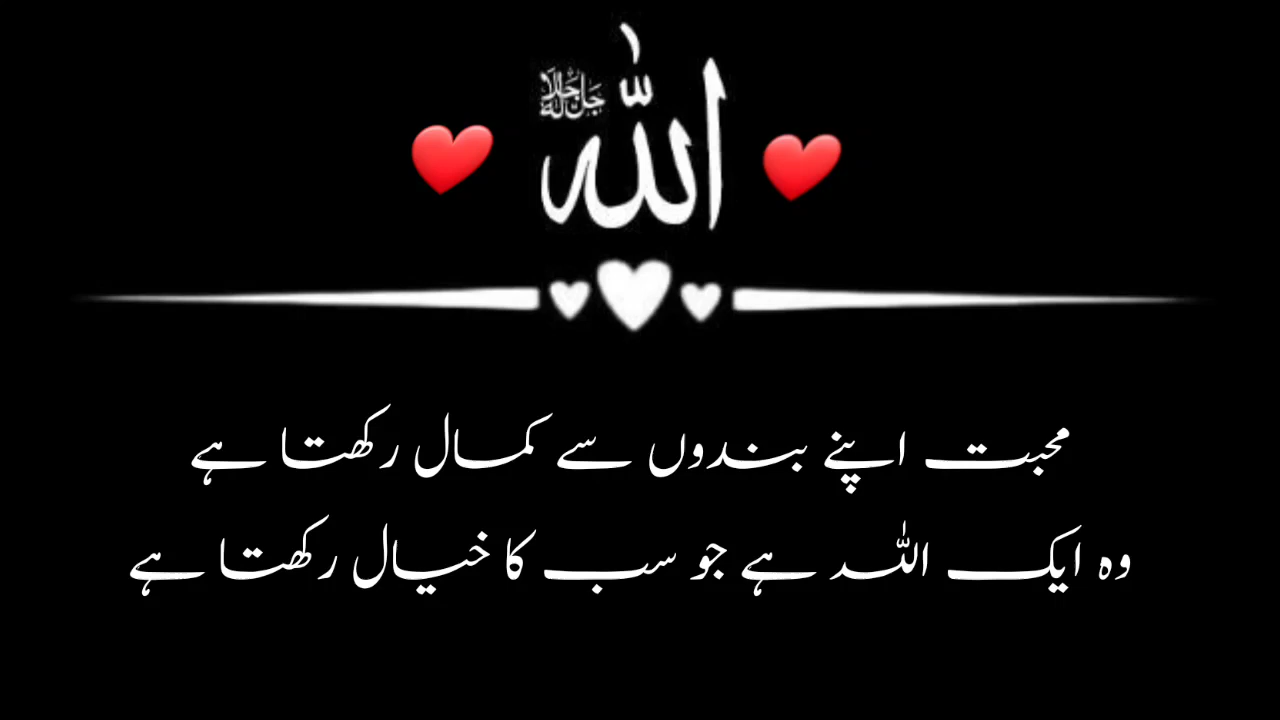 الله جل جلاله
محبت اپنے بندوں سے کمال رکھتا ہے
وہ ایک اللہ ہے جو سب کا خیال رکھتا ہے